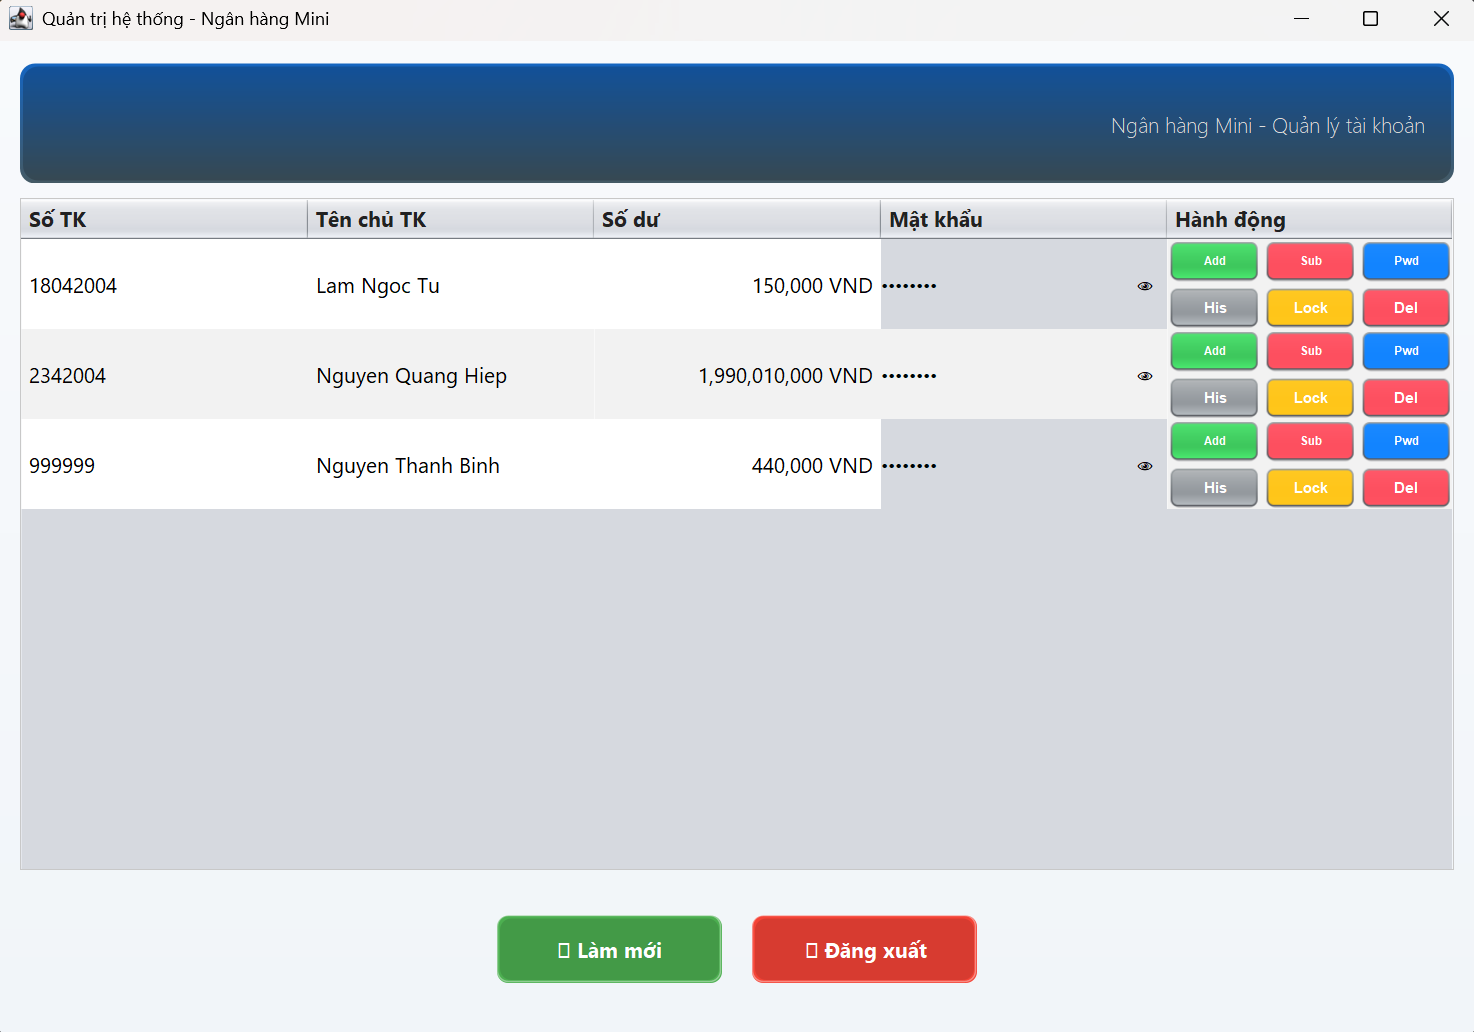 Quản trị hệ thống - Ngân hàng Mini
Ngân hàng Mini - Quản lý tài khoản
Số TK Tên chủ TK Số dư Mật khẩu Hành động
18042004 Lam Ngoc Tu 150,000 VND •••••••• Add Sub Pwd
His Lock Del
2342004 Nguyen Quang Hiep 1,990,010,000 VND •••••••• Add Sub Pwd
His Lock Del
999999 Nguyen Thanh Binh 440,000 VND •••••••• Add Sub Pwd
His Lock Del
Làm mới Đăng xuất